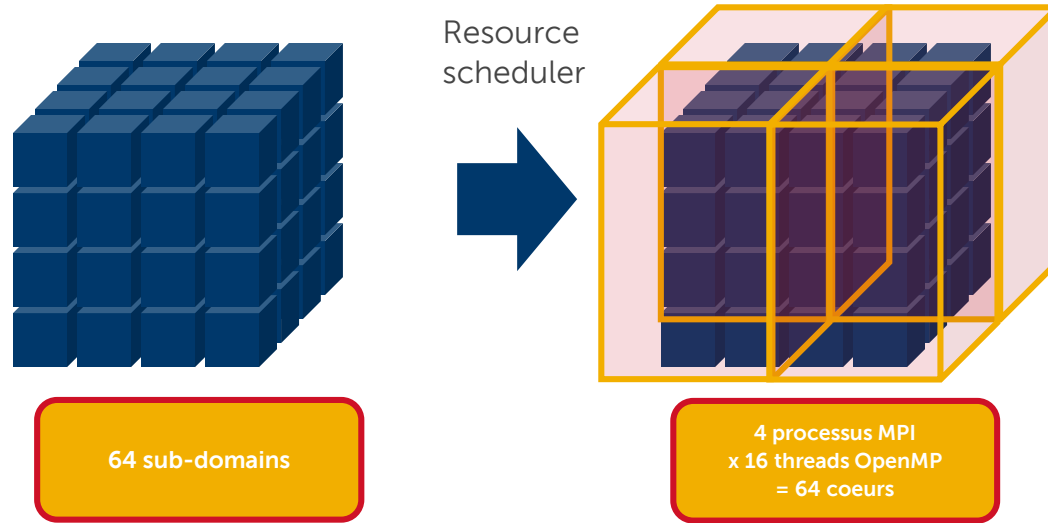 Resource
scheduler
64 sub-domains
4 processus MPI
x 16 threads OpenMP
= 64 coeurs